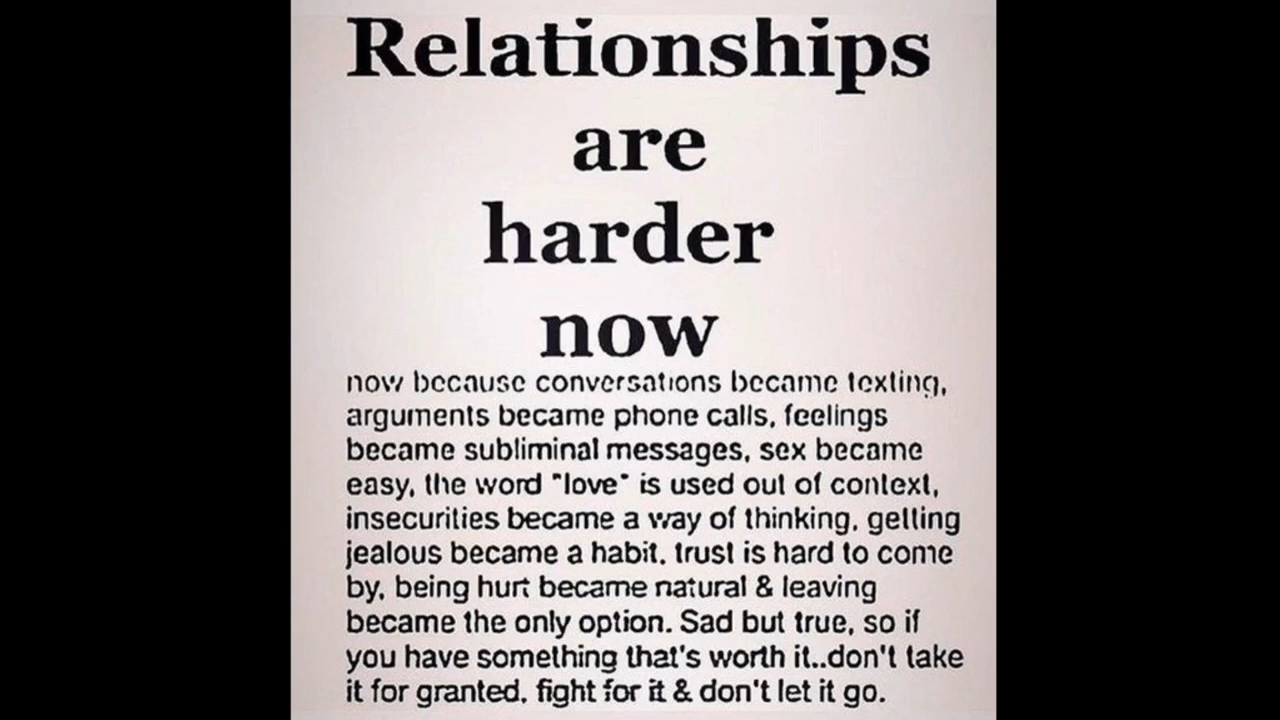 Relationships
are
harder
now
now because conversations became texting,
arguments became phone calls, feelings
became subliminal messages, sex became
easy, the word "love" is used out of context,
insecurities became a way of thinking, getting
jealous became a habit, trust is hard to come
by, being hurt became natural & leaving
became the only option. Sad but true, so if
you have something that's worth it..don't take
it for granted, fight for it & don't let it go.